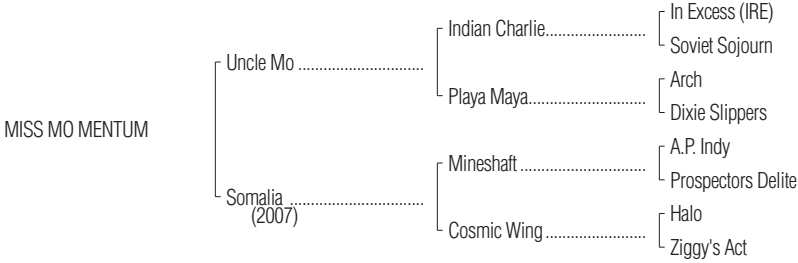 In Excess (IRE)
Indian Charlie........................
Soviet Sojourn
Uncle Mo ..............................
Arch
Playa Maya............................
Dixie Slippers
MISS MO MENTUM
A.P. Indy
Mineshaft ..............................
Prospectors Delite
Somalia ................................
(2007)
Halo
Cosmic Wing........................
Ziggy's Act